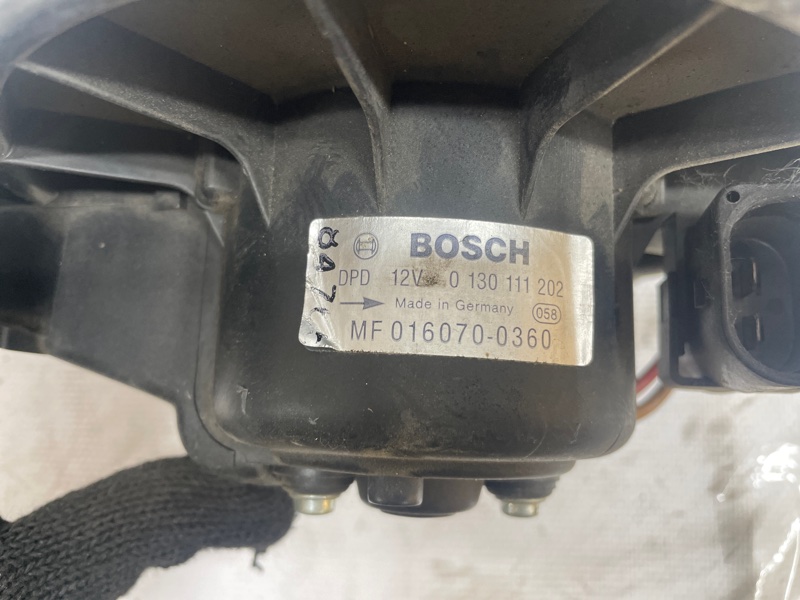 BOSCH
DPD 12V 0 130 111 202
Made in Germany 058
MF 016070-0360